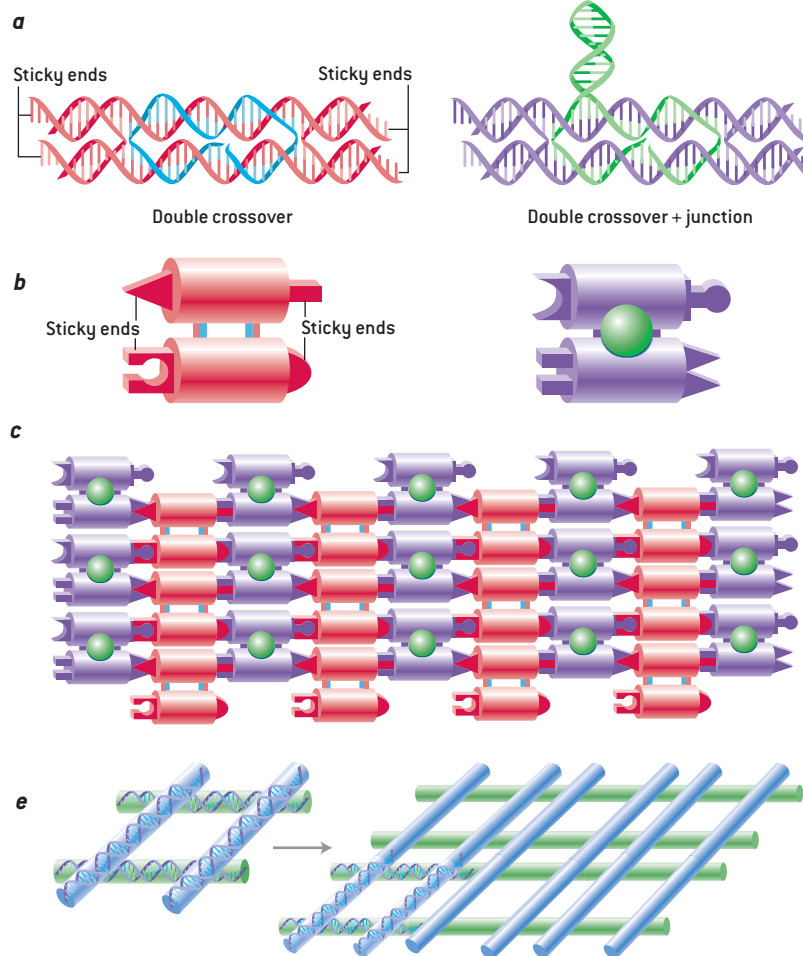 a
Sticky ends
Sticky ends
Double crossover
Double crossover + junction
b
Sticky ends
Sticky ends
c
e